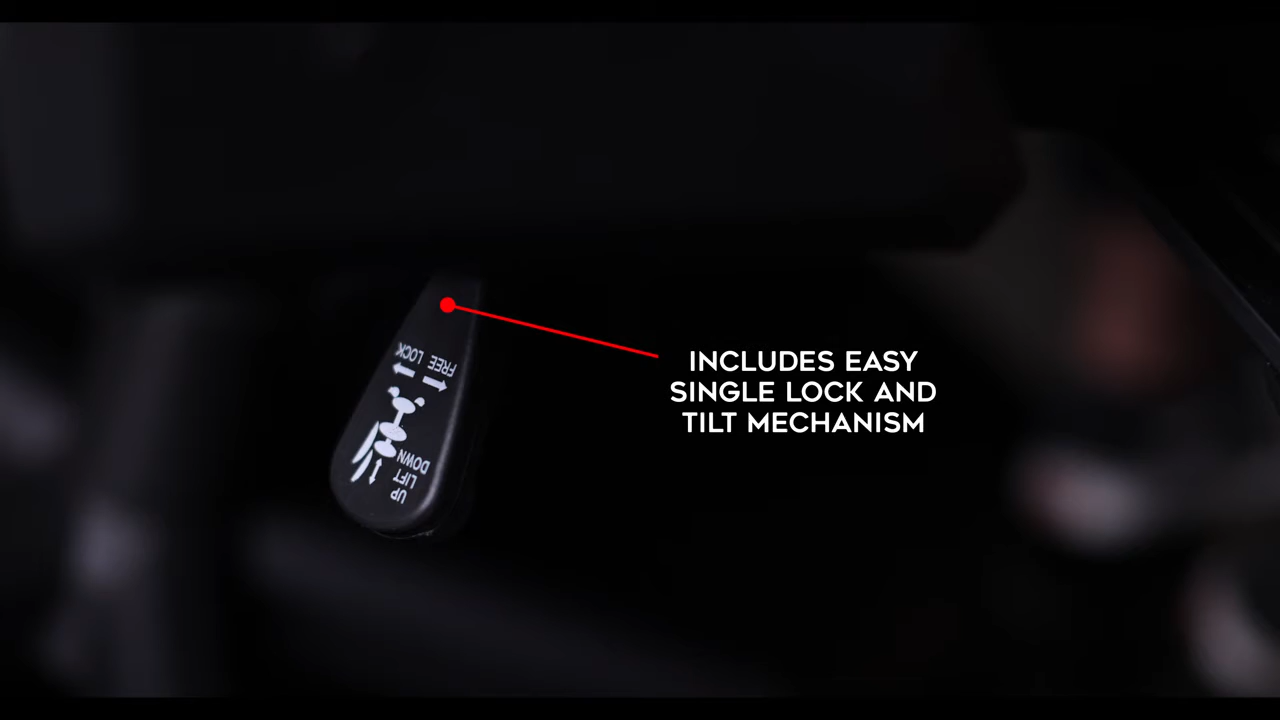 INCLUDES EASY
SINGLE LOCK AND
TILT MECHANISM
FREE LOCK
UP
LIFT
DOWN